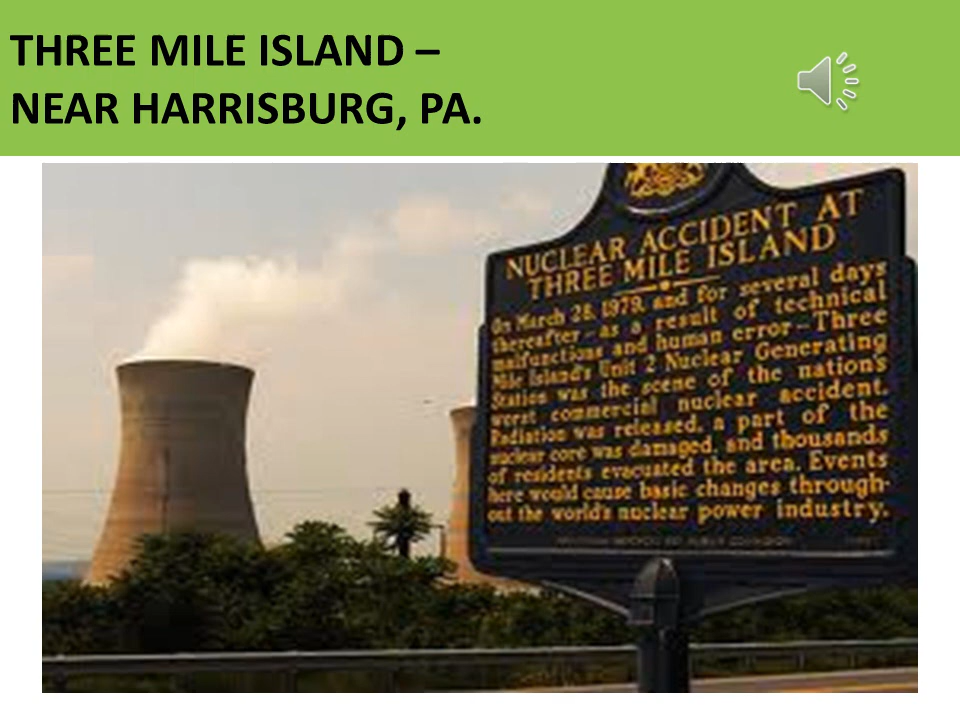 THREE MILE ISLAND –
NEAR HARRISBURG, PA.
NUCLEAR ACCIDENT AT
THREE MILE ISLAND
On March 28, 1979, and for several days
thereafter – as a result of technical
malfunctions and human error – Three
Mile Island's Unit 2 Nuclear Generating
Station was the scene of the nation's
worst commercial nuclear accident.
Radiation was released, a part of the
nuclear core was damaged, and thousands
of residents evacuated the area. Events
here would cause basic changes through-
out the world's nuclear power industry.